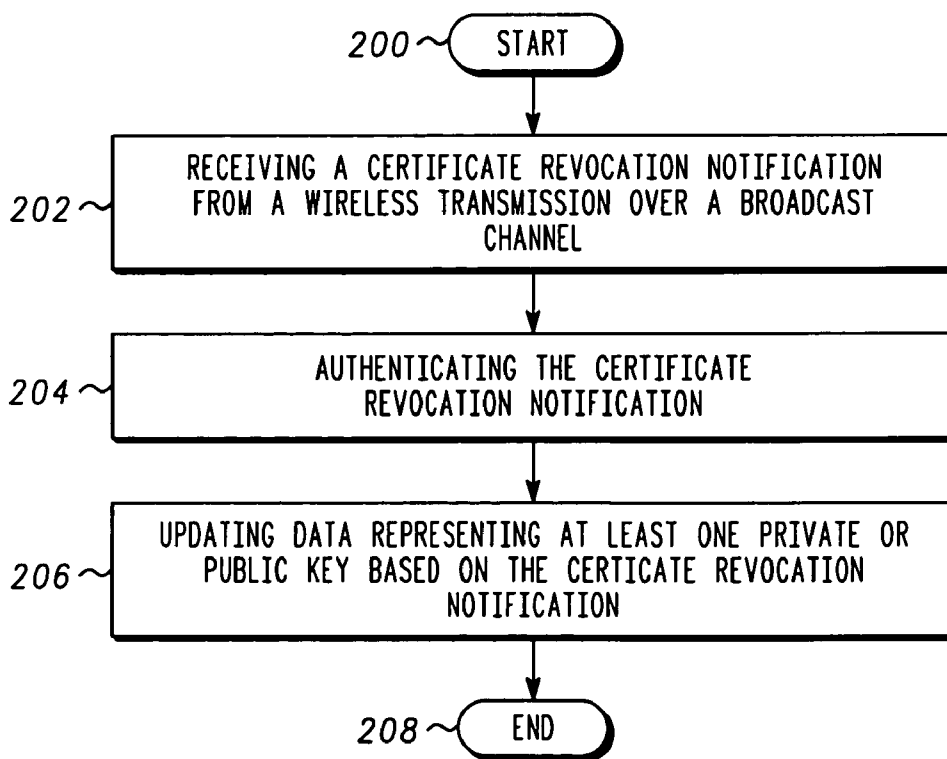 200 START
RECEIVING A CERTIFICATE REVOCATION NOTIFICATION
202 FROM A WIRELESS TRANSMISSION OVER A BROADCAST
CHANNEL
AUTHENTICATING THE CERTIFICATE
204 REVOCATION NOTIFICATION
UPDATING DATA REPRESENTING AT LEAST ONE PRIVATE OR
206 PUBLIC KEY BASED ON THE CERTICATE REVOCATION
NOTIFICATION
208 END